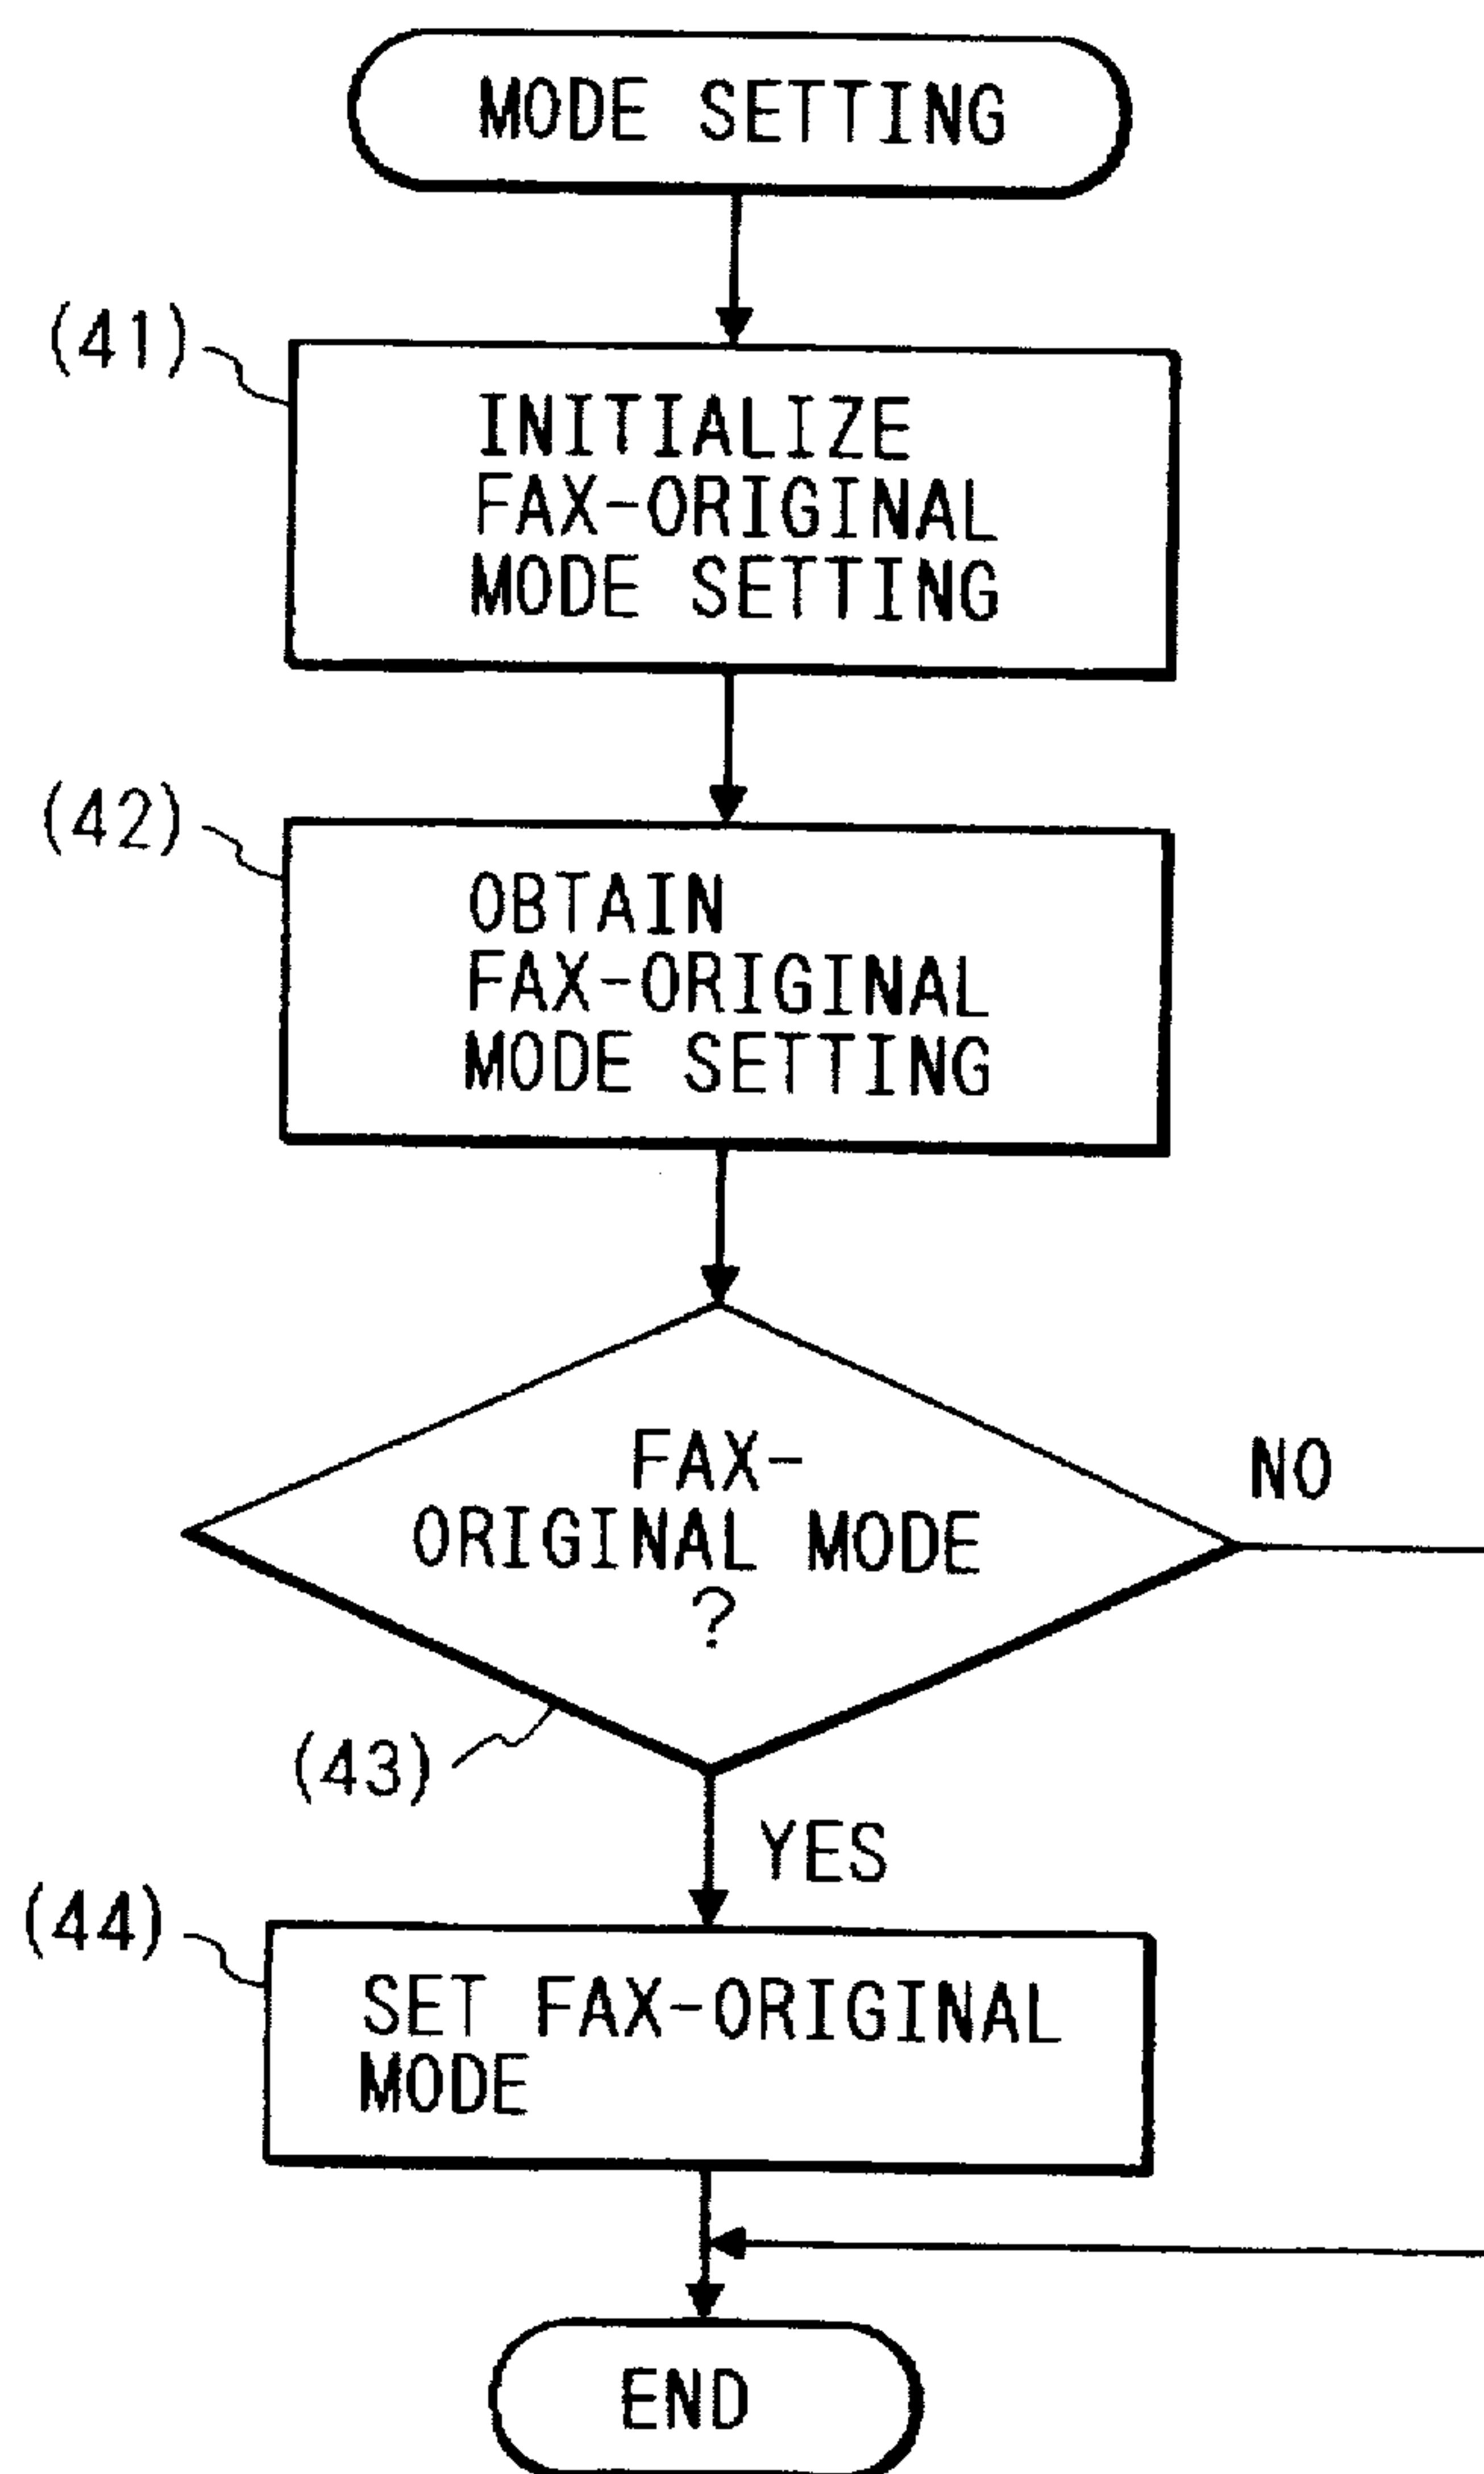 MODE SETTING
(41)
INITIALIZE
FAX-ORIGINAL
MODE SETTING
(42)
OBTAIN
FAX-ORIGINAL
MODE SETTING
FAX-
ORIGINAL MODE
?
NO
(43)
YES
(44)
SET FAX-ORIGINAL
MODE
END